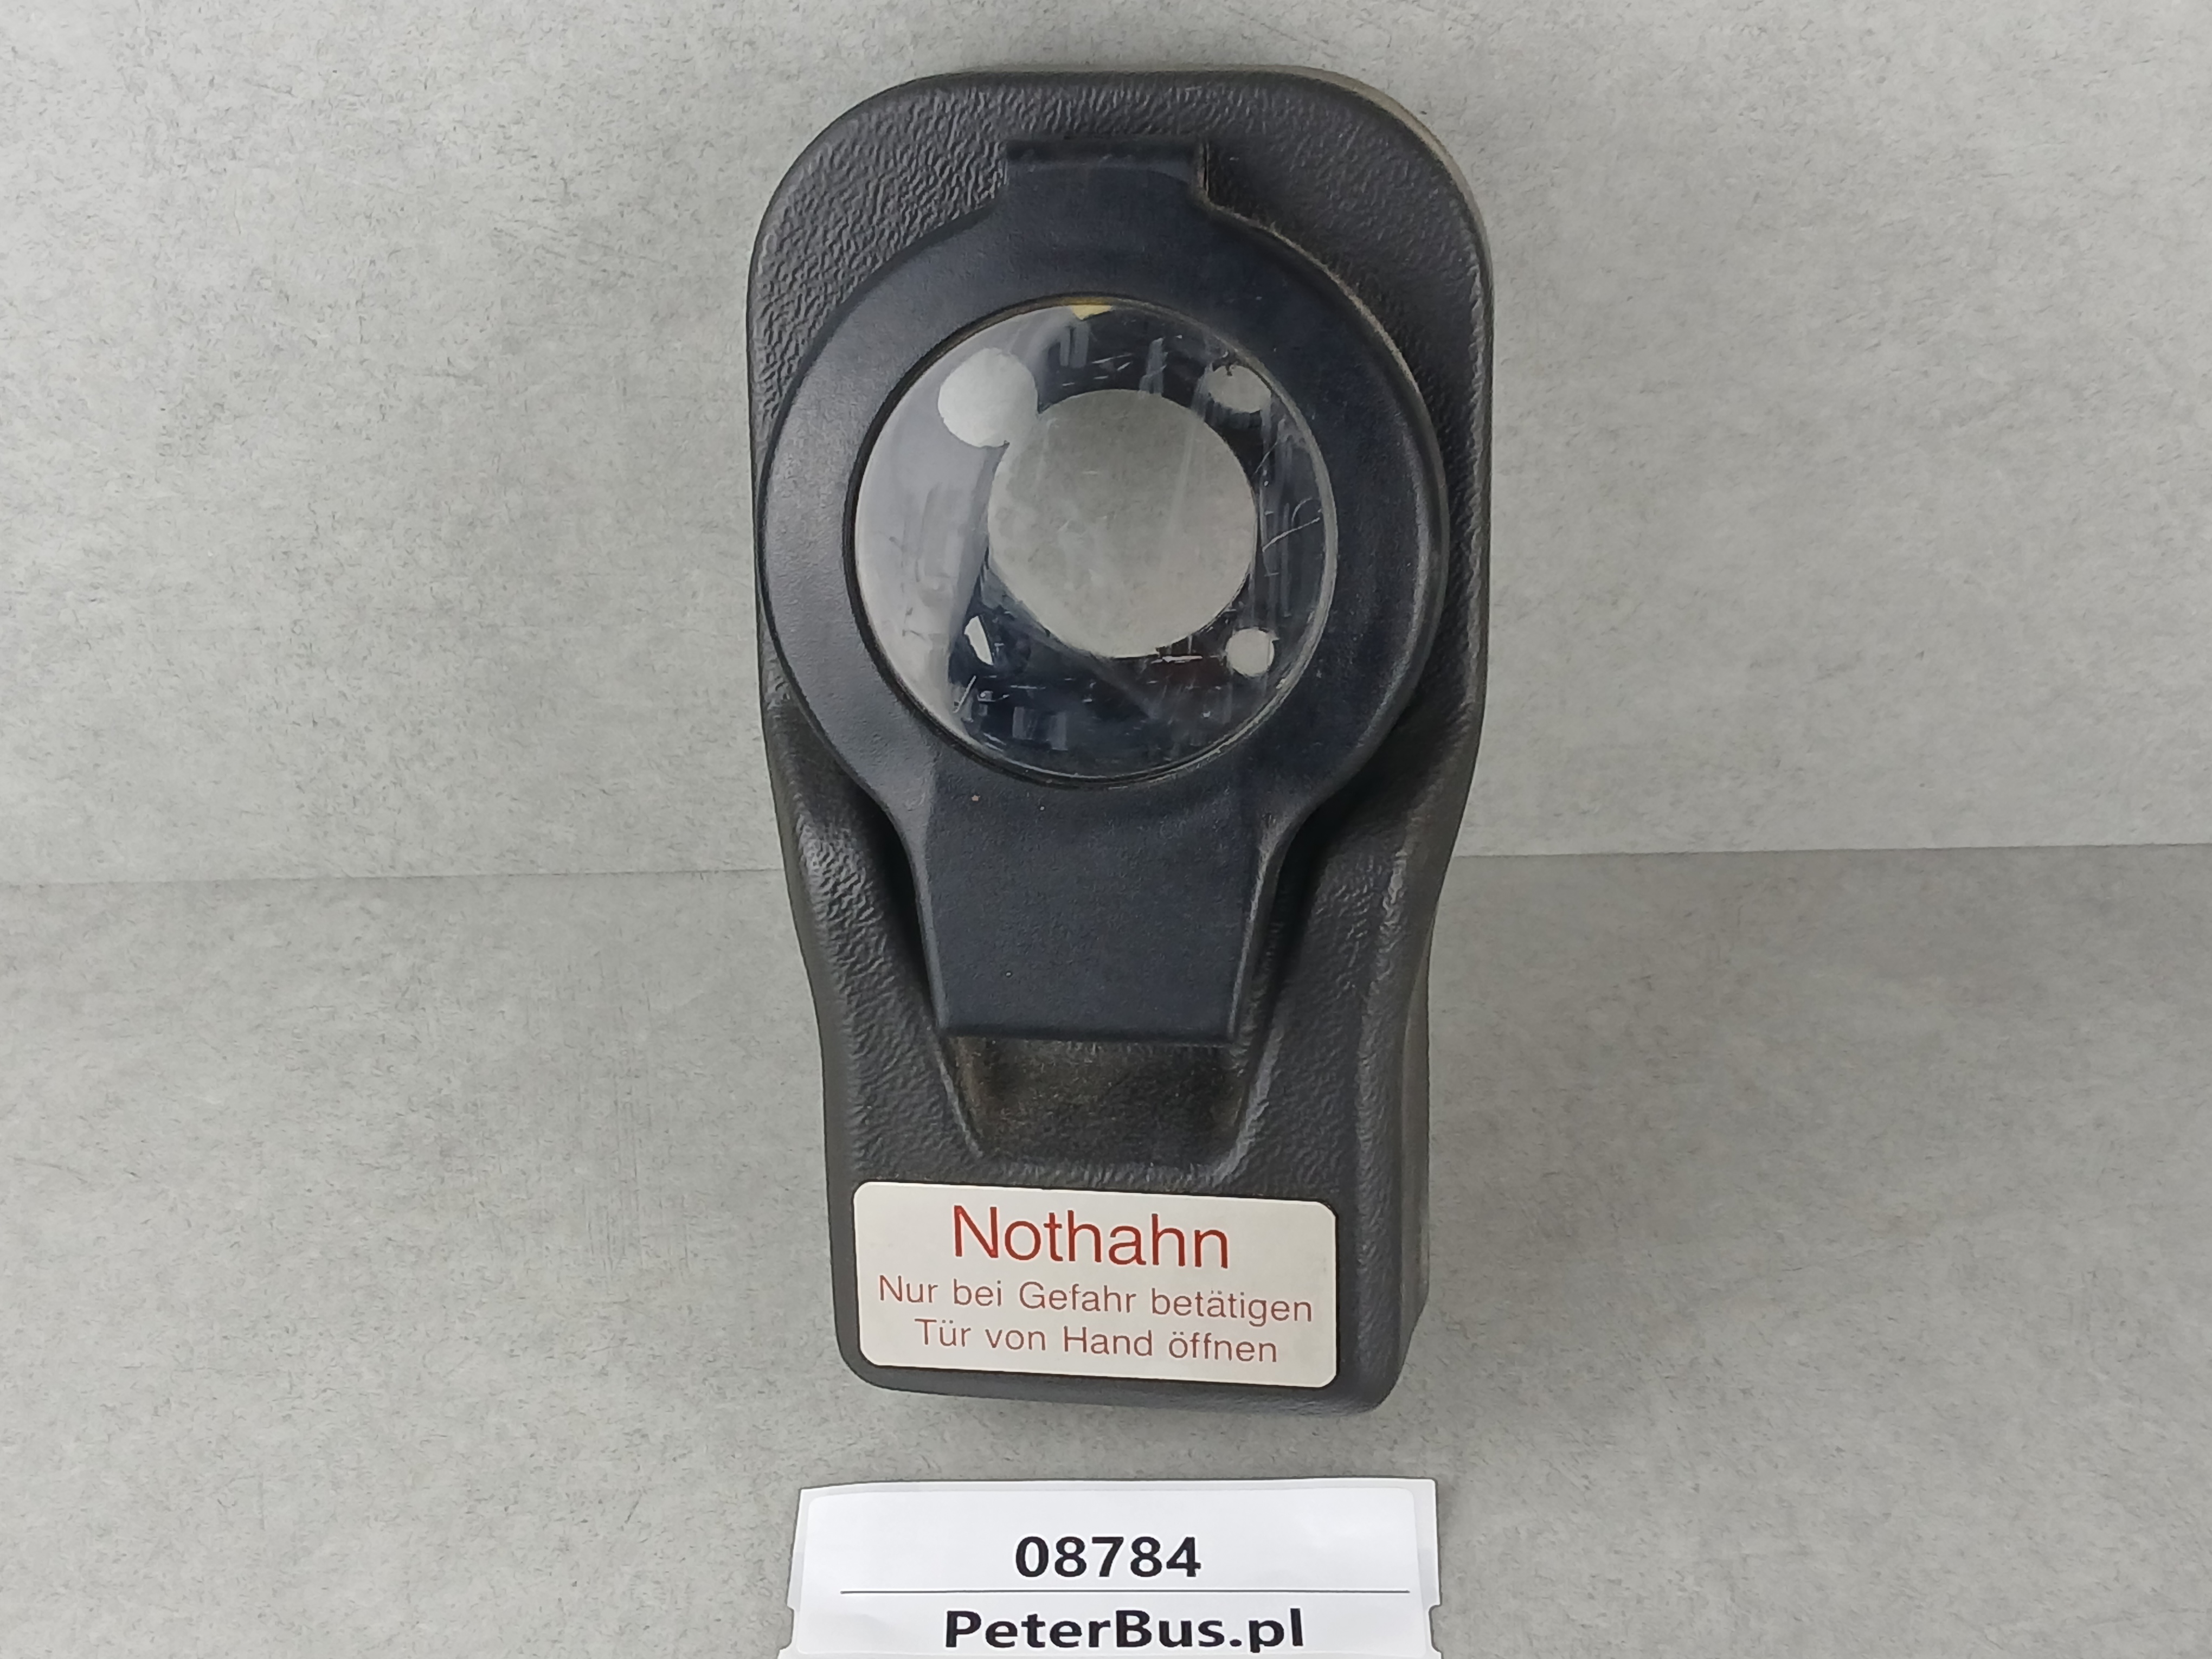 Nothahn
Nur bei Gefahr betätigen
Tür von Hand öffnen
08784
PeterBus.pl